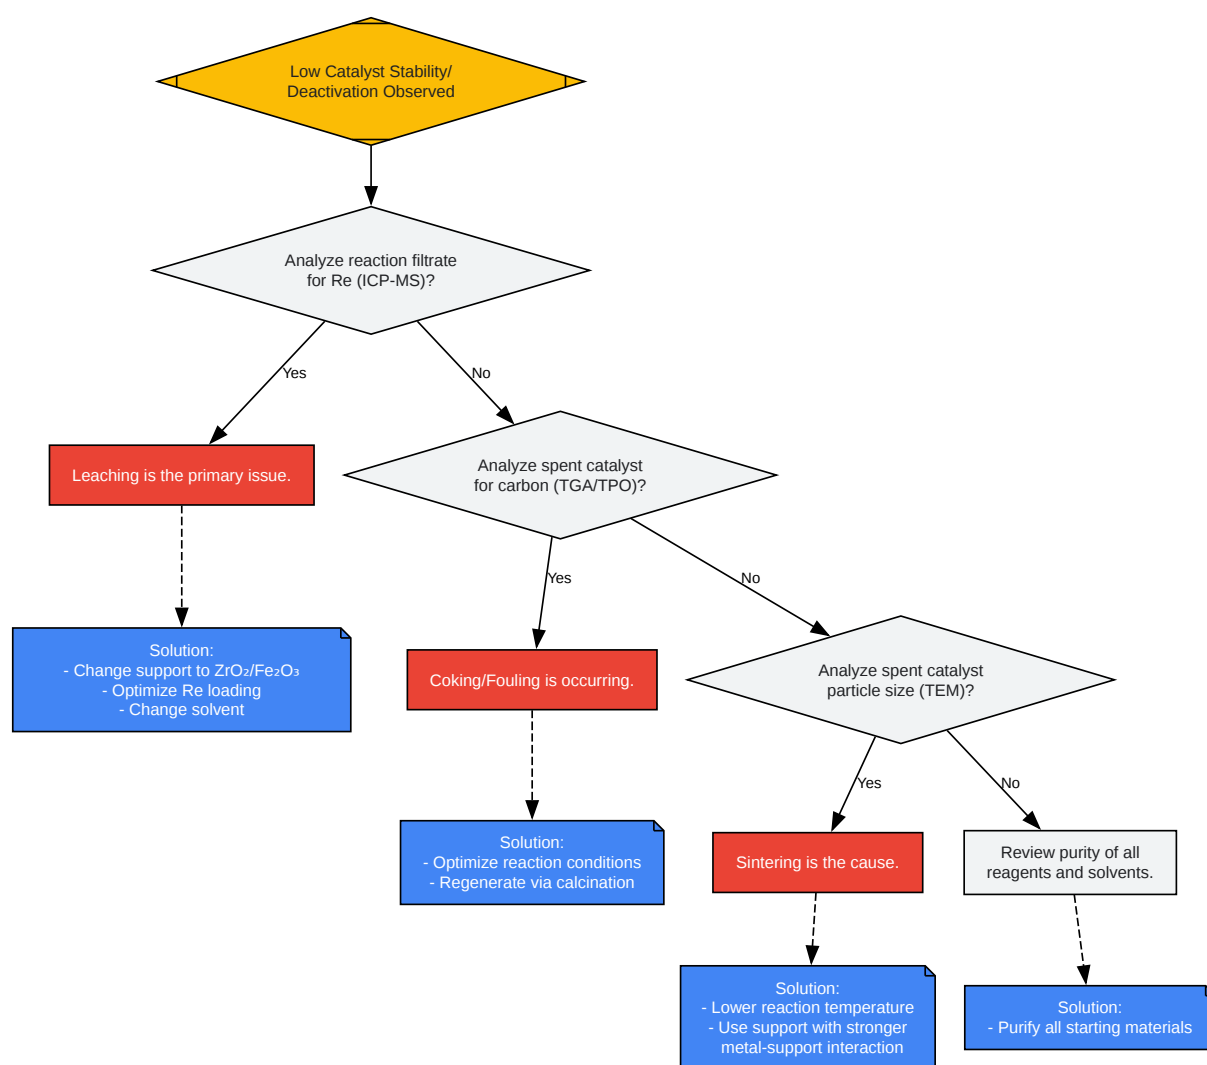 Low Catalyst Stability/
Deactivation Observed
Analyze reaction filtrate
for Re (ICP-MS)?
Yes
No
Leaching is the primary issue.
Analyze spent catalyst
for carbon (TGA/TPO)?
Yes
No
Solution:
- Change support to ZrO₂/Fe₂O₃
- Optimize Re loading
- Change solvent
Coking/Fouling is occurring.
Analyze spent catalyst
particle size (TEM)?
Yes
No
Solution:
- Optimize reaction conditions
- Regenerate via calcination
Sintering is the cause.
Review purity of all
reagents and solvents.
Solution:
- Lower reaction temperature
- Use support with stronger
metal-support interaction
Solution:
- Purify all starting materials